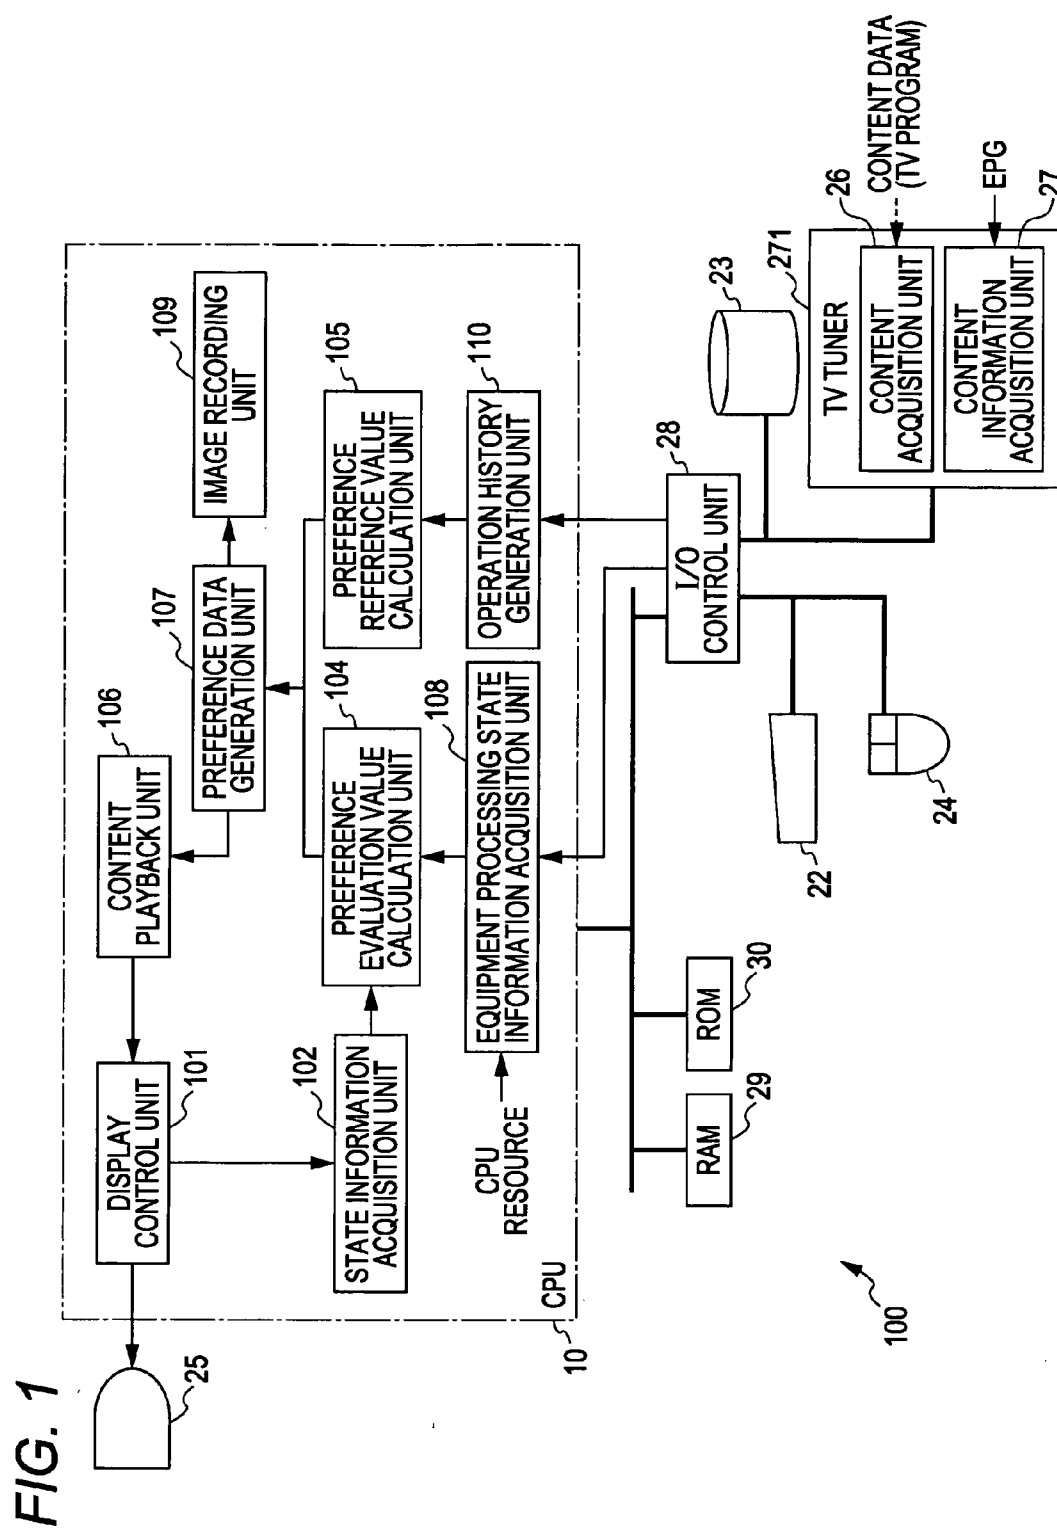 FIG. 1
25
DISPLAY
CONTROL UNIT
101
CONTENT
PLAYBACK UNIT
106
PREFERENCE DATA
GENERATION UNIT
107
IMAGE RECORDING
UNIT
109
STATE INFORMATION
ACQUISITION UNIT
102
PREFERENCE
EVALUATION VALUE
CALCULATION UNIT
104
PREFERENCE
REFERENCE VALUE
CALCULATION UNIT
105
CPU
RESOURCE
EQUIPMENT PROCESSING STATE
INFORMATION ACQUISITION UNIT
108
OPERATION HISTORY
GENERATION UNIT
110
CPU
10
RAM
29
ROM
30
I/O
CONTROL UNIT
28
22
24
23
TV TUNER
271
CONTENT
ACQUISITION UNIT
26
CONTENT DATA
(TV PROGRAM)
CONTENT
INFORMATION
ACQUISITION UNIT
27
EPG
100